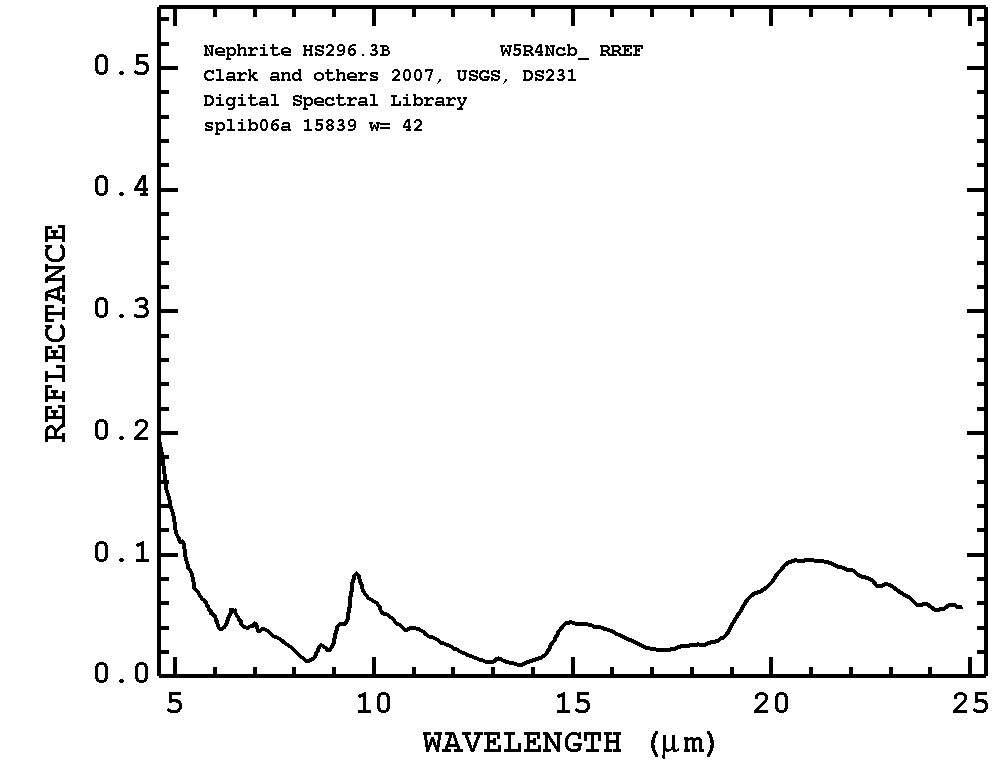 Nephrite HS296.3B W5R4Ncb_ RREF
Clark and others 2007, USGS, DS231
Digital Spectral Library
splib06a 15839 w= 42
0.5
0.4
0.3
0.2
0.1
0.0
REFLECTANCE
5 10 15 20 25
WAVELENGTH (μm)